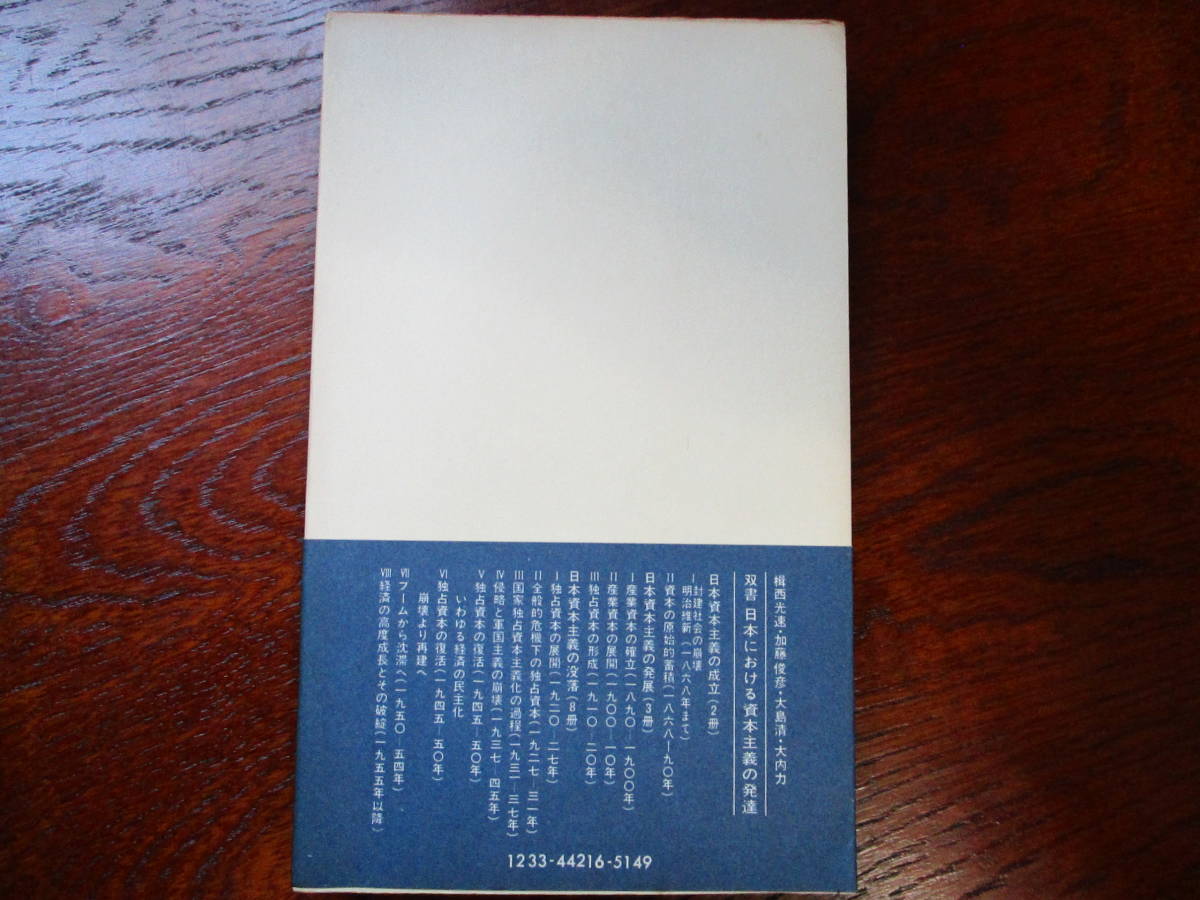 楫西光速・加藤俊彦・大島清・大内力
双書 日本における資本主義の発達
日本資本主義の成立(2冊)
Ⅰ封建社会の崩壊
明治維新(一八六八年まで)
Ⅱ資本の原始的蓄積(一八六八―九〇年)
日本資本主義の発展(3冊)
Ⅰ産業資本の確立(一八九〇―一九〇〇年)
Ⅱ産業資本の展開(一九〇〇―一〇年)
Ⅲ独占資本の形成(一九一〇―二〇年)
日本資本主義の没落(8冊)
Ⅰ独占資本の展開(一九二〇―二七年)
Ⅱ全般的危機下の独占資本(一九二七―三一年)
Ⅲ国家独占資本主義化の過程(一九三一―三七年)
Ⅳ侵略と軍国主義の崩壊(一九三七―四五年)
Ⅴ独占資本の復活(一九四五―五〇年)
いわゆる経済の民主化
Ⅵ独占資本の復活(一九四五―五〇年)
崩壊より再建へ
Ⅶブームから沈滞へ(一九五〇―五四年)
Ⅷ経済の高度成長とその破綻(一九五五年以降)
1233-44216-5149